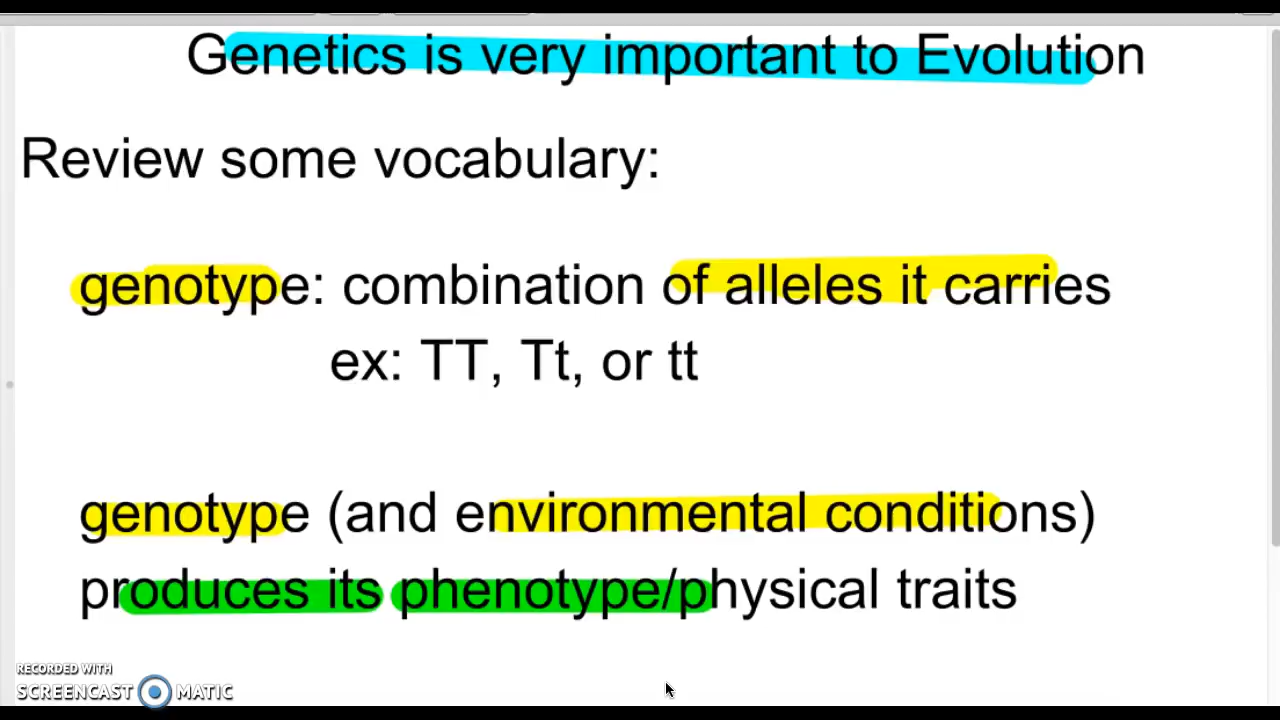 Genetics is very important to Evolution
Review some vocabulary:
genotype: combination of alleles it carries
ex: TT, Tt, or tt
genotype (and environmental conditions)
produces its phenotype/physical traits
RECORDED WITH
SCREENCAST MATIC